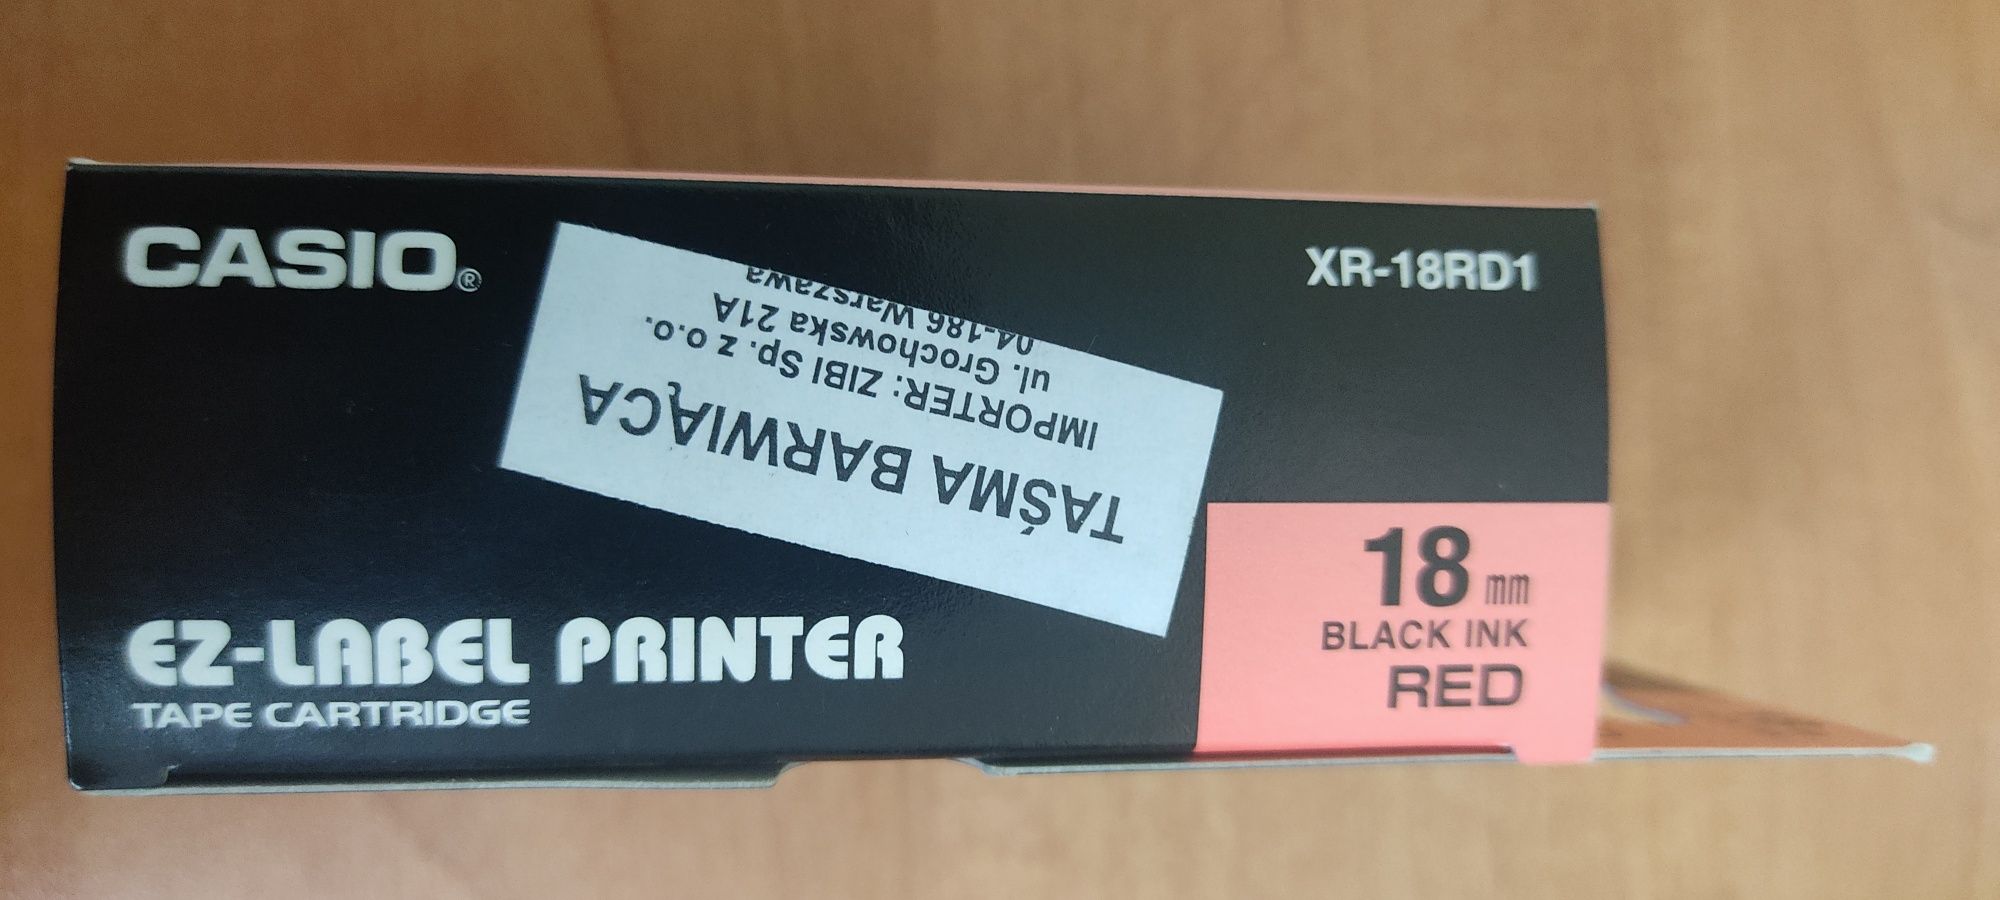 CASIO®
XR-18RD1
TAŚMA BARWIĄCA
IMPORTER: ZIBI Sp. z o.o.
ul. Grochowska 21A
04-186 Warszawa
EZ-LABEL PRINTER
TAPE CARTRIDGE
18 mm
BLACK INK
RED